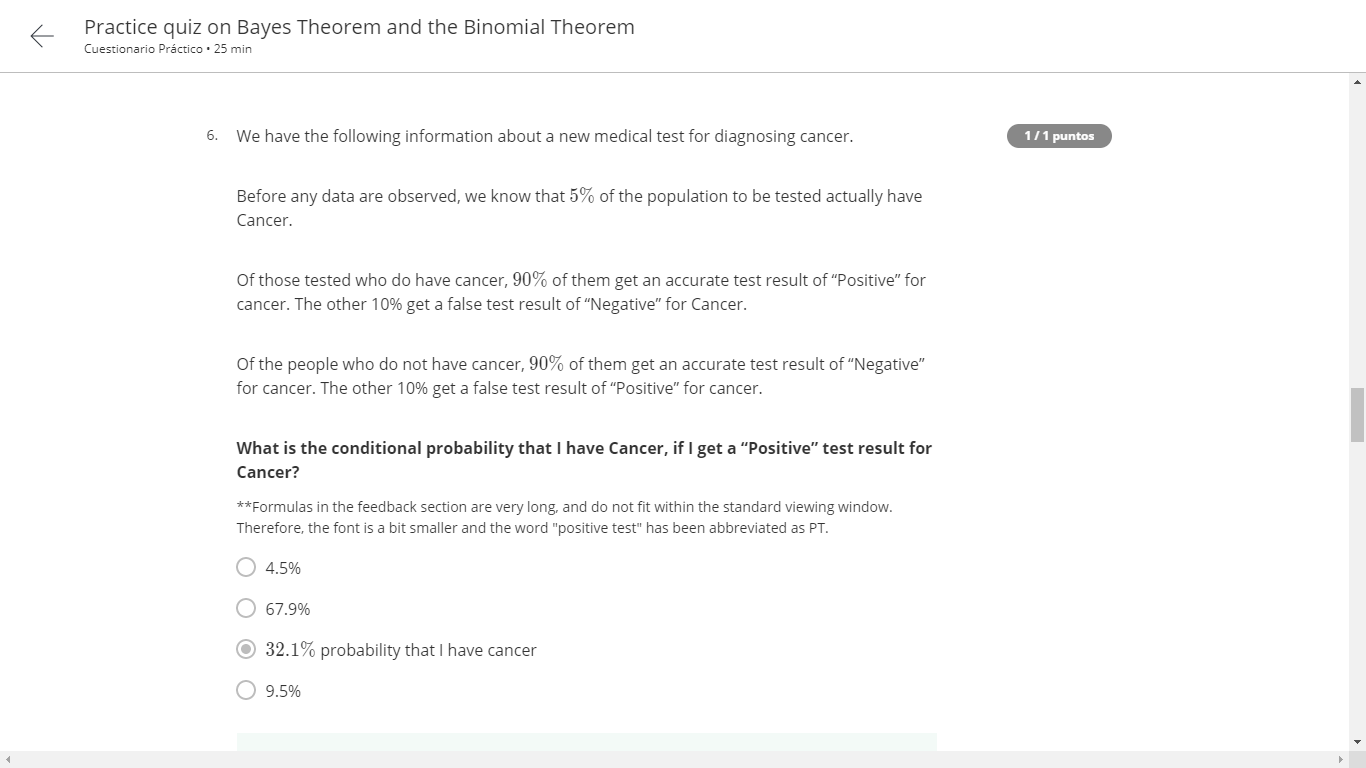 Practice quiz on Bayes Theorem and the Binomial Theorem
Cuestionario Práctico • 25 min
6. We have the following information about a new medical test for diagnosing cancer.
1 / 1 puntos
Before any data are observed, we know that 5% of the population to be tested actually have
Cancer.
Of those tested who do have cancer, 90% of them get an accurate test result of “Positive” for
cancer. The other 10% get a false test result of “Negative” for Cancer.
Of the people who do not have cancer, 90% of them get an accurate test result of “Negative”
for cancer. The other 10% get a false test result of “Positive” for cancer.
What is the conditional probability that I have Cancer, if I get a “Positive” test result for
Cancer?
**Formulas in the feedback section are very long, and do not fit within the standard viewing window.
Therefore, the font is a bit smaller and the word "positive test" has been abbreviated as PT.
4.5%
67.9%
32.1% probability that I have cancer
9.5%